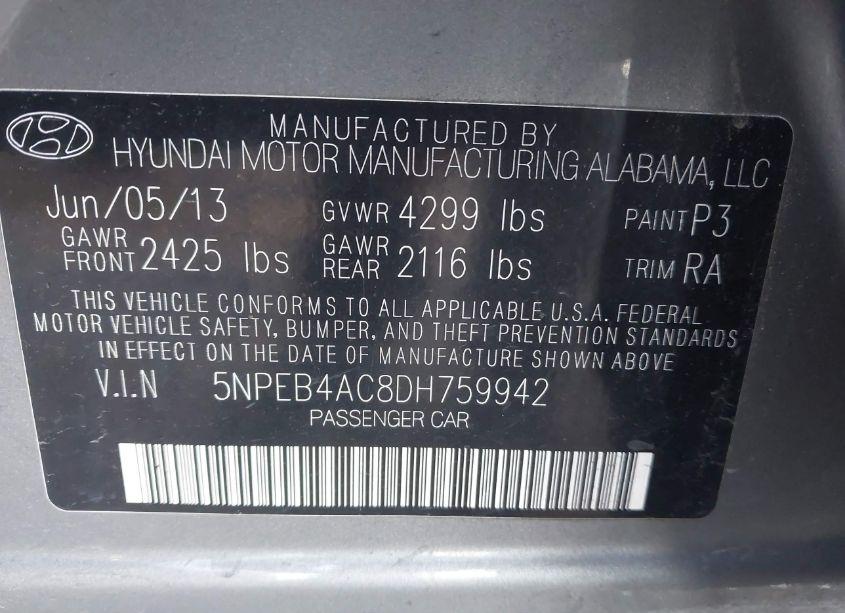 MANUFACTURED BY
HYUNDAI MOTOR MANUFACTURING ALABAMA, LLC
Jun/05/13 GVWR 4299 lbs PAINT P3
GAWR FRONT 2425 lbs GAWR REAR 2116 lbs TRIM RA
THIS VEHICLE CONFORMS TO ALL APPLICABLE U.S.A. FEDERAL
MOTOR VEHICLE SAFETY, BUMPER, AND THEFT PREVENTION STANDARDS
IN EFFECT ON THE DATE OF MANUFACTURE SHOWN ABOVE
V.I.N 5NPEB4AC8DH759942
PASSENGER CAR